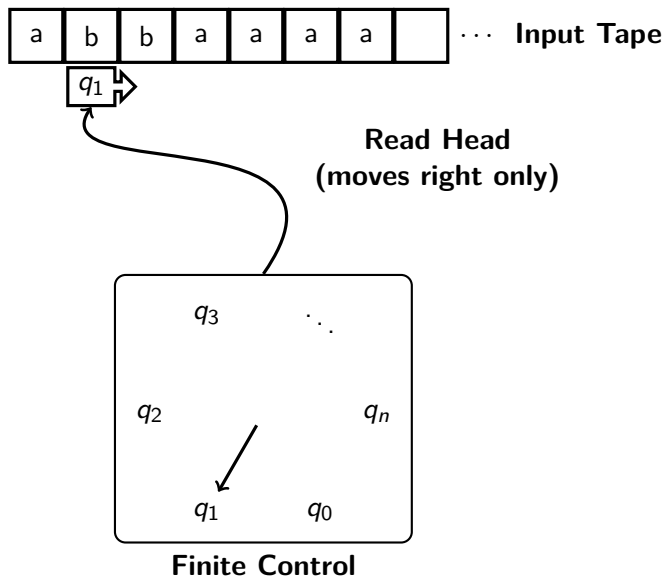 a b b a a a a ··· Input Tape
q₁
Read Head
(moves right only)
q₃ ⋱
q₂ qₙ
q₁ q₀
Finite Control